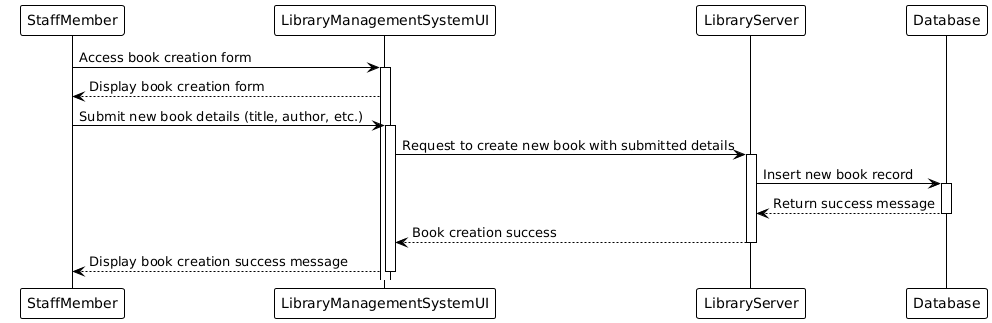 StaffMember
LibraryManagementSystemUI
LibraryServer
Database
Access book creation form
Display book creation form
Submit new book details (title, author, etc.)
Request to create new book with submitted details
Insert new book record
Return success message
Book creation success
Display book creation success message
StaffMember
LibraryManagementSystemUI
LibraryServer
Database